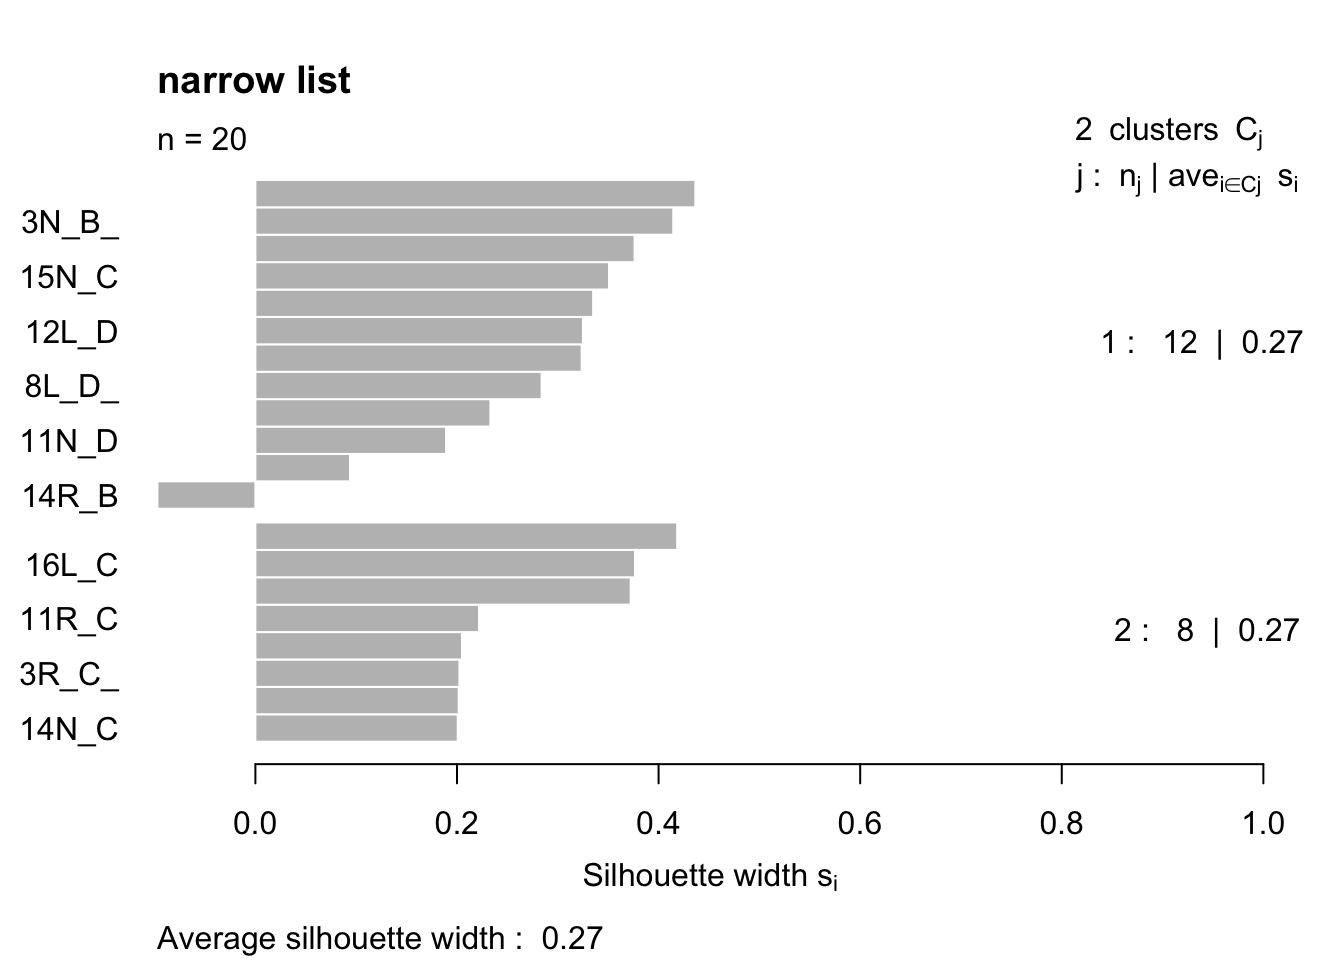 narrow list
n = 20
2 clusters Cj
j : nj | avei∈Cj si
3N_B_
15N_C
12L_D
8L_D_
11N_D
14R_B
1 : 12 | 0.27
16L_C
11R_C
3R_C_
14N_C
2 : 8 | 0.27
0.0 0.2 0.4 0.6 0.8 1.0
Silhouette width si
Average silhouette width : 0.27